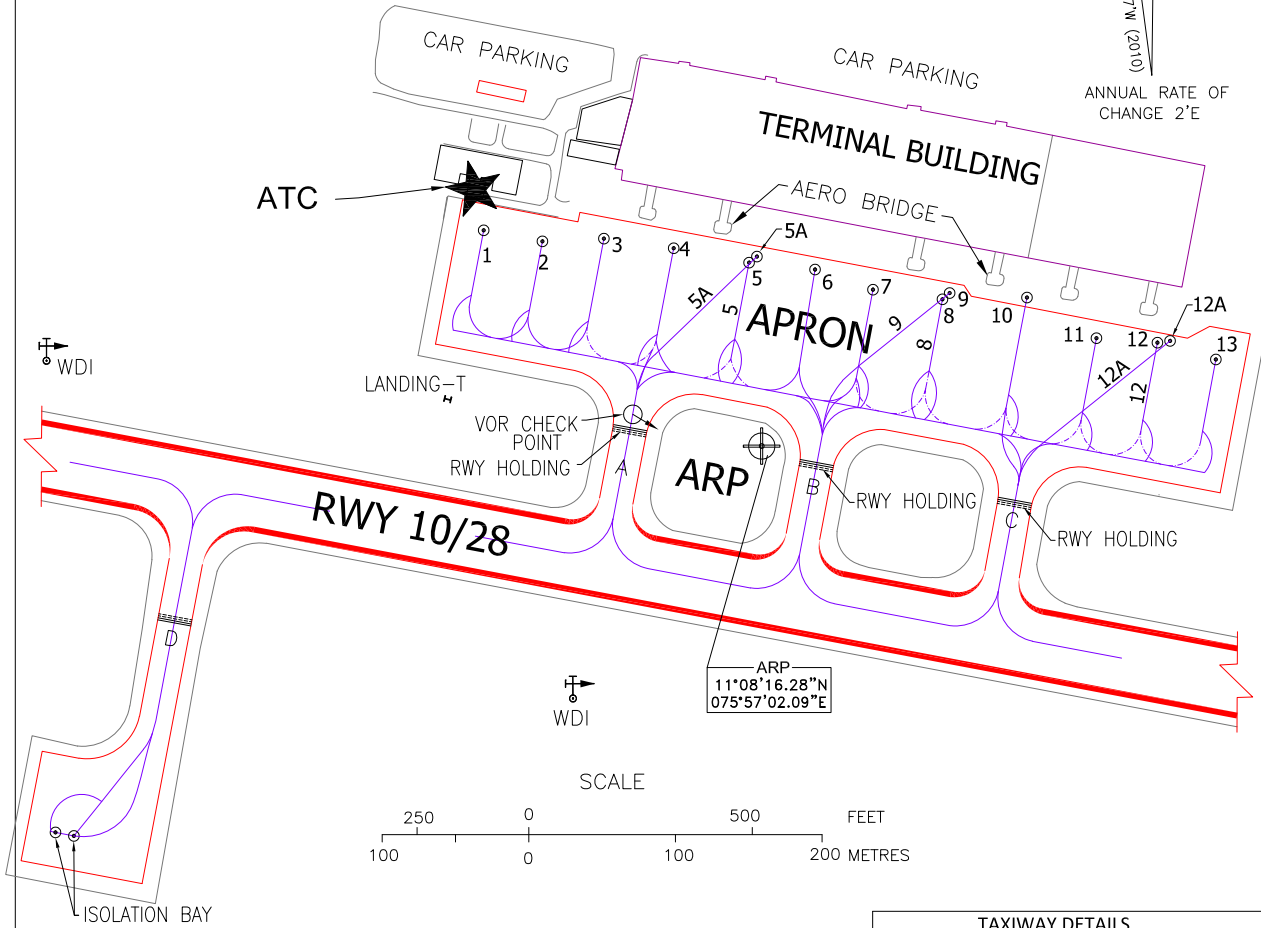 CAR PARKING
CAR PARKING
7'W (2010)
ANNUAL RATE OF
CHANGE 2'E
TERMINAL BUILDING
ATC
AERO BRIDGE
5A
1
2
3
4
5
6
7
8
9
10
11
12
13
12A
5A
5
9
8
12A
12
APRON
WDI
LANDING-T
VOR CHECK
POINT
RWY HOLDING
A
ARP
B
RWY HOLDING
C
RWY HOLDING
RWY 10/28
D
ARP
11°08'16.28"N
075°57'02.09"E
WDI
SCALE
250 0 500 FEET
100 0 100 200 METRES
ISOLATION BAY
TAXIWAY DETAILS